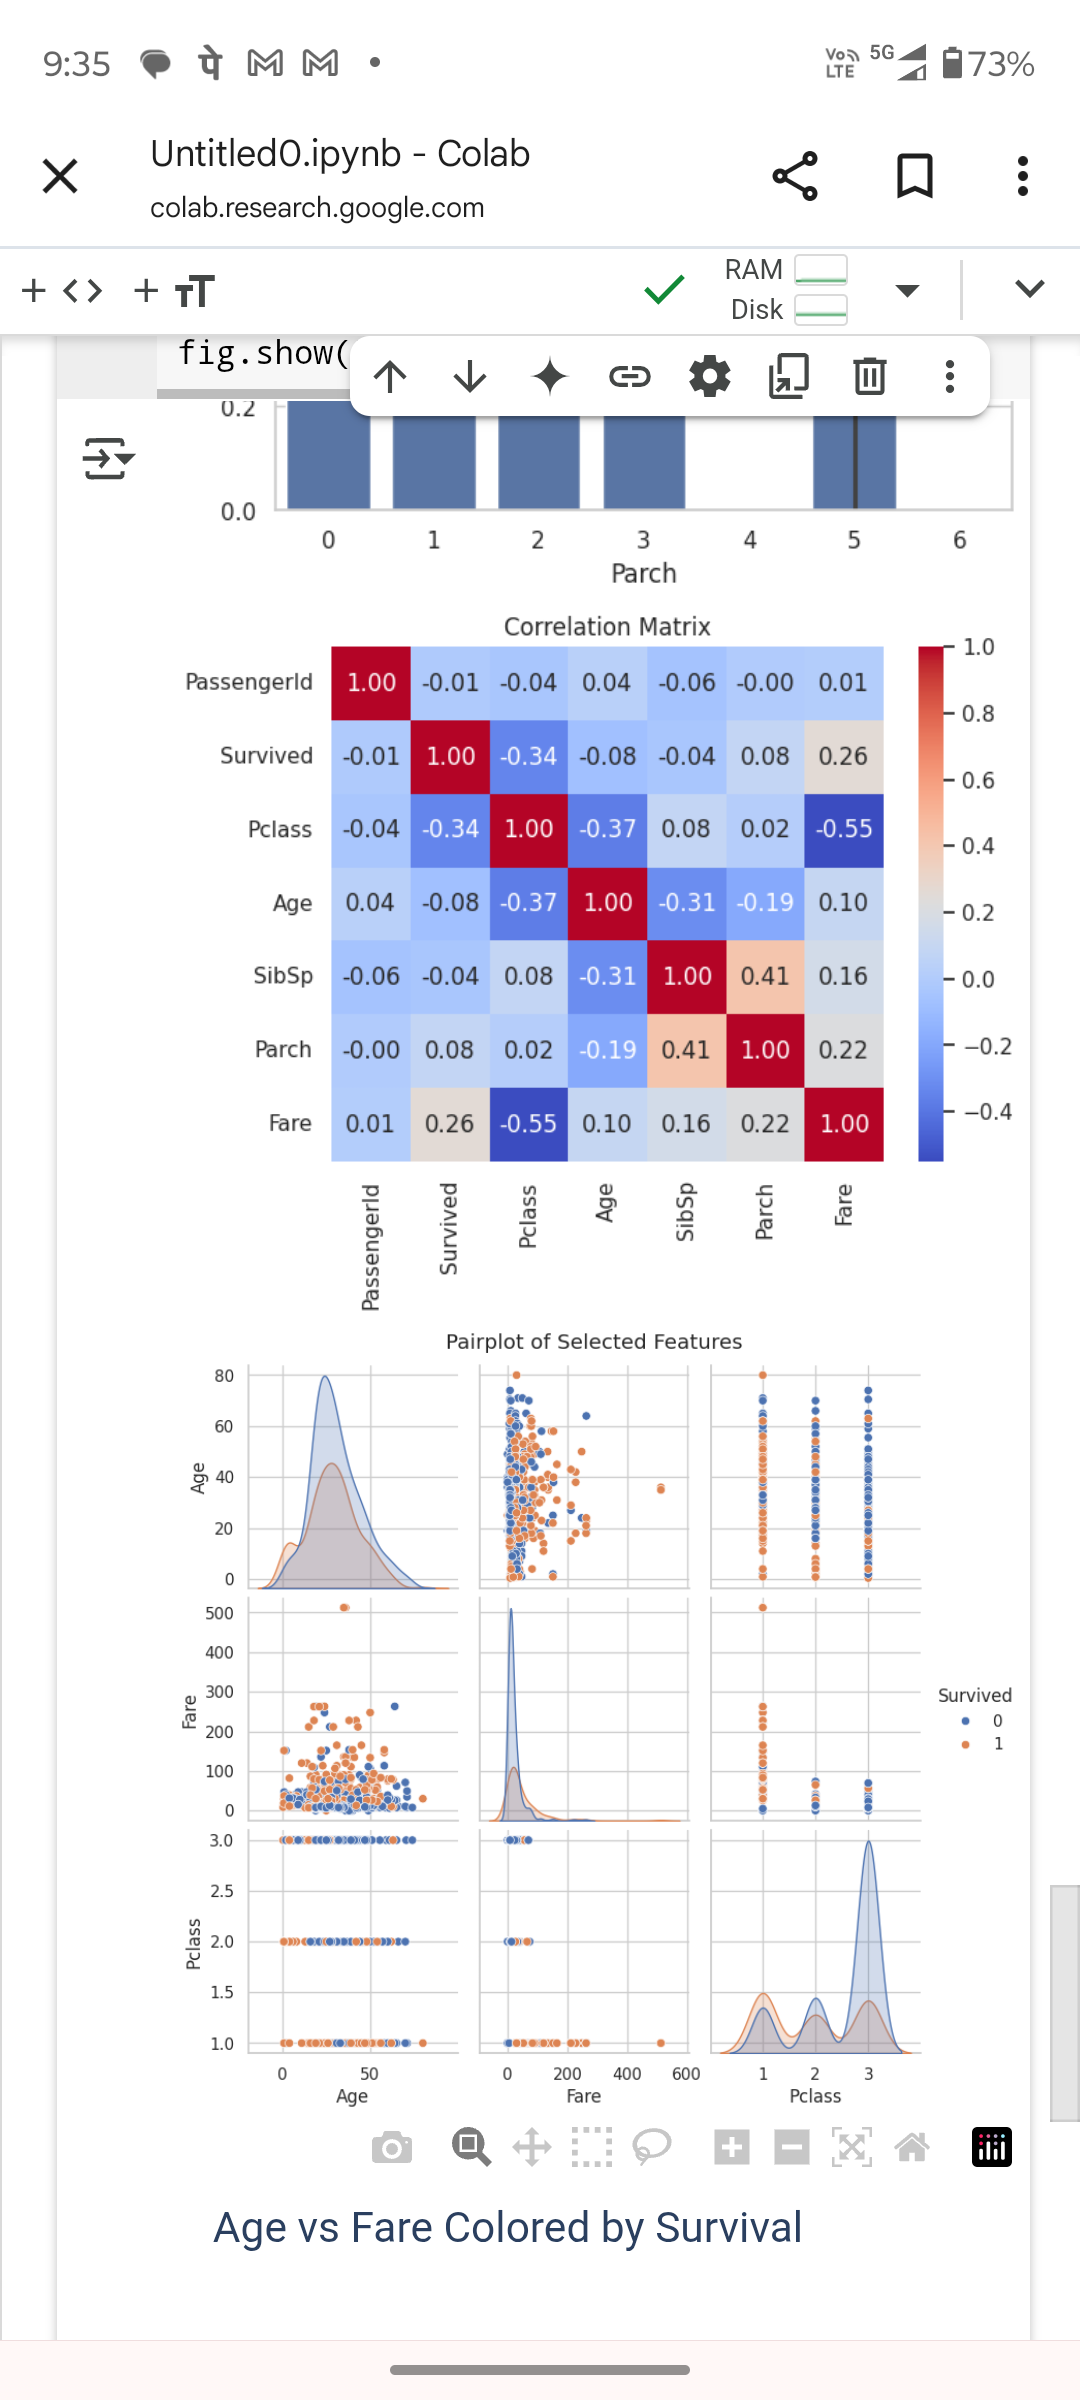 9:35 पे 5G 73%
Vo)) LTE
Untitled0.ipynb - Colab
colab.research.google.com
+ <> + TT RAM
Disk
fig.show(
0.2
0.0
0 1 2 3 4 5 6
Parch
Correlation Matrix
PassengerId 1.00 -0.01 -0.04 0.04 -0.06 -0.00 0.01
Survived -0.01 1.00 -0.34 -0.08 -0.04 0.08 0.26
Pclass -0.04 -0.34 1.00 -0.37 0.08 0.02 -0.55
Age 0.04 -0.08 -0.37 1.00 -0.31 -0.19 0.10
SibSp -0.06 -0.04 0.08 -0.31 1.00 0.41 0.16
Parch -0.00 0.08 0.02 -0.19 0.41 1.00 0.22
Fare 0.01 0.26 -0.55 0.10 0.16 0.22 1.00
PassengerId Survived Pclass Age SibSp Parch Fare
1.0
0.8
0.6
0.4
0.2
0.0
−0.2
−0.4
Pairplot of Selected Features
80
60
40
20
0
Age
500
400
300
200
100
0
Fare
Survived
0
1
3.0
2.5
2.0
1.5
1.0
Pclass
0 50 0 200 400 600 1 2 3
Age Fare Pclass
Age vs Fare Colored by Survival